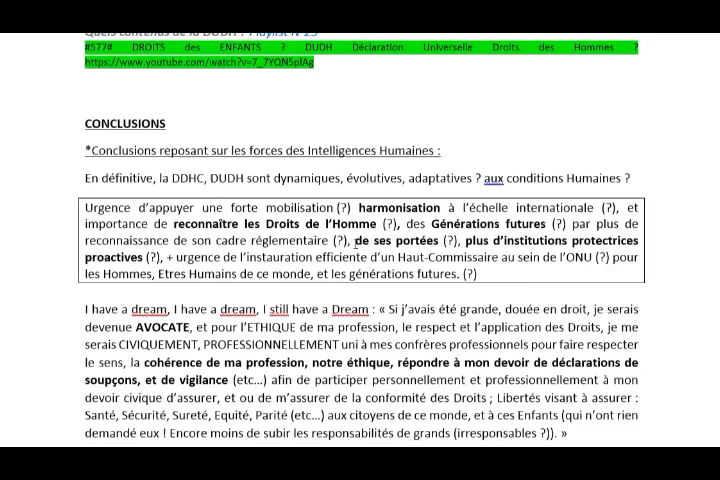 Quels contenus de la DUDH ? Playlist N°25
#577# DROITS des ENFANTS ? DUDH Déclaration Universelle Droits des Hommes ?
https://www.youtube.com/watch?v=7_7YQN5plAg
CONCLUSIONS
*Conclusions reposant sur les forces des Intelligences Humaines :
En définitive, la DDHC, DUDH sont dynamiques, évolutives, adaptatives ? aux conditions Humaines ?
Urgence d'appuyer une forte mobilisation (?) harmonisation à l'échelle internationale (?), et
importance de reconnaître les Droits de l'Homme (?), des Générations futures (?) par plus de
reconnaissance de son cadre réglementaire (?), de ses portées (?), plus d'institutions protectrices
proactives (?), + urgence de l'instauration efficiente d'un Haut-Commissaire au sein de l'ONU (?) pour
les Hommes, Etres Humains de ce monde, et les générations futures. (?)
I have a dream, I have a dream, I still have a Dream : « Si j'avais été grande, douée en droit, je serais
devenue AVOCATE, et pour l'ETHIQUE de ma profession, le respect et l'application des Droits, je me
serais CIVIQUEMENT, PROFESSIONNELLEMENT uni à mes confrères professionnels pour faire respecter
le sens, la cohérence de ma profession, notre éthique, répondre à mon devoir de déclarations de
soupçons, et de vigilance (etc...) afin de participer personnellement et professionnellement à mon
devoir civique d'assurer, et ou de m'assurer de la conformité des Droits ; Libertés visant à assurer :
Santé, Sécurité, Sureté, Equité, Parité (etc...) aux citoyens de ce monde, et à ces Enfants (qui n'ont rien
demandé eux ! Encore moins de subir les responsabilités de grands (irresponsables ?)). »